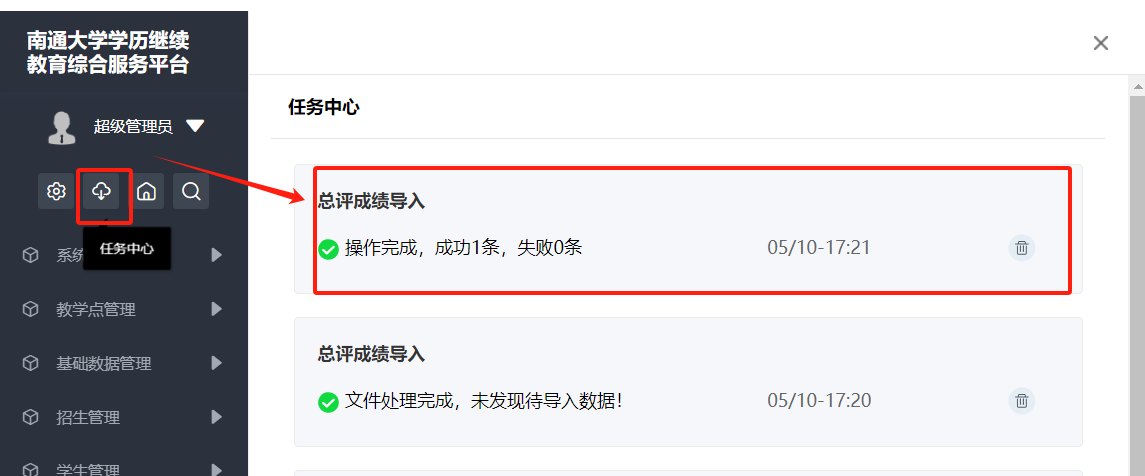 南通大学学历继续
教育综合服务平台
超级管理员
任务中心
系统
教学点管理
基础数据管理
招生管理
学生管理
任务中心
总评成绩导入
操作完成，成功1条，失败0条 05/10-17:21
总评成绩导入
文件处理完成，未发现待导入数据！ 05/10-17:20